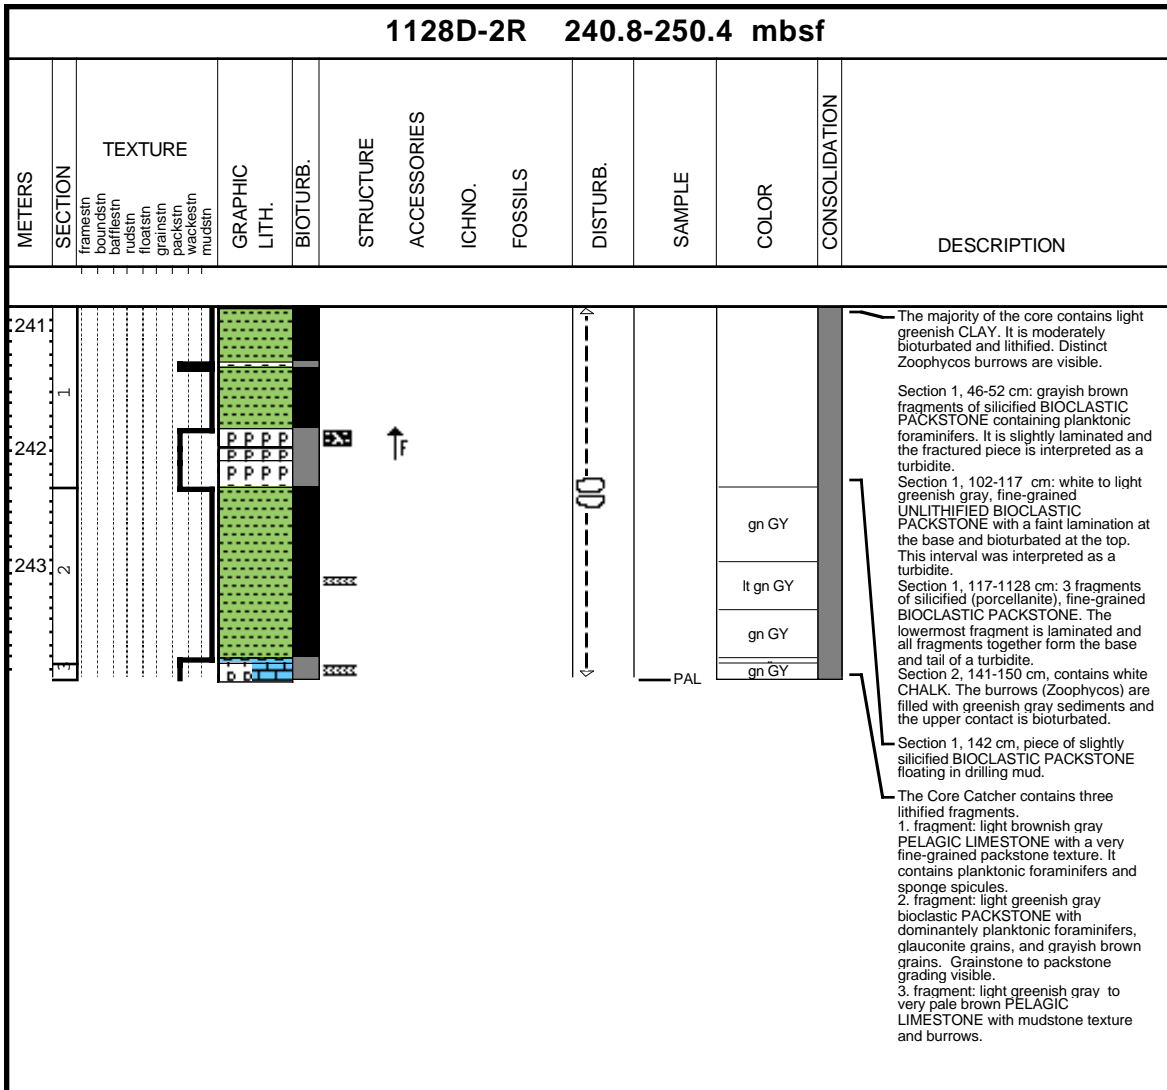 1128D-2R 240.8-250.4 mbsf
METERS
SECTION
TEXTURE
framestn
boundstn
bafflestn
rudstn
floatstn
grainstn
packstn
wackestn
mudstn
GRAPHIC
LITH.
BIOTURB.
STRUCTURE
ACCESSORIES
ICHNO.
FOSSILS
DISTURB.
SAMPLE
COLOR
CONSOLIDATION
DESCRIPTION
241
242
243
1
2
3
P P P P
P P P P
P P P P
P P
F
gn GY
lt gn GY
gn GY
gn GY
PAL
The majority of the core contains light
greenish CLAY. It is moderately
bioturbated and lithified. Distinct
Zoophycos burrows are visible.
Section 1, 46-52 cm: grayish brown
fragments of silicified BIOCLASTIC
PACKSTONE containing planktonic
foraminifers. It is slightly laminated and
the fractured piece is interpreted as a
turbidite.
Section 1, 102-117 cm: white to light
greenish gray, fine-grained
UNLITHIFIED BIOCLASTIC
PACKSTONE with a faint lamination at
the base and bioturbated at the top.
This interval was interpreted as a
turbidite.
Section 1, 117-1128 cm: 3 fragments
of silicified (porcellanite), fine-grained
BIOCLASTIC PACKSTONE. The
lowermost fragment is laminated and
all fragments together form the base
and tail of a turbidite.
Section 2, 141-150 cm, contains white
CHALK. The burrows (Zoophycos) are
filled with greenish gray sediments and
the upper contact is bioturbated.
Section 1, 142 cm, piece of slightly
silicified BIOCLASTIC PACKSTONE
floating in drilling mud.
The Core Catcher contains three
lithified fragments.
1. fragment: light brownish gray
PELAGIC LIMESTONE with a very
fine-grained packstone texture. It
contains planktonic foraminifers and
sponge spicules.
2. fragment: light greenish gray
bioclastic PACKSTONE with
dominantely planktonic foraminifers,
glauconite grains, and grayish brown
grains. Grainstone to packstone
grading visible.
3. fragment: light greenish gray to
very pale brown PELAGIC
LIMESTONE with mudstone texture
and burrows.